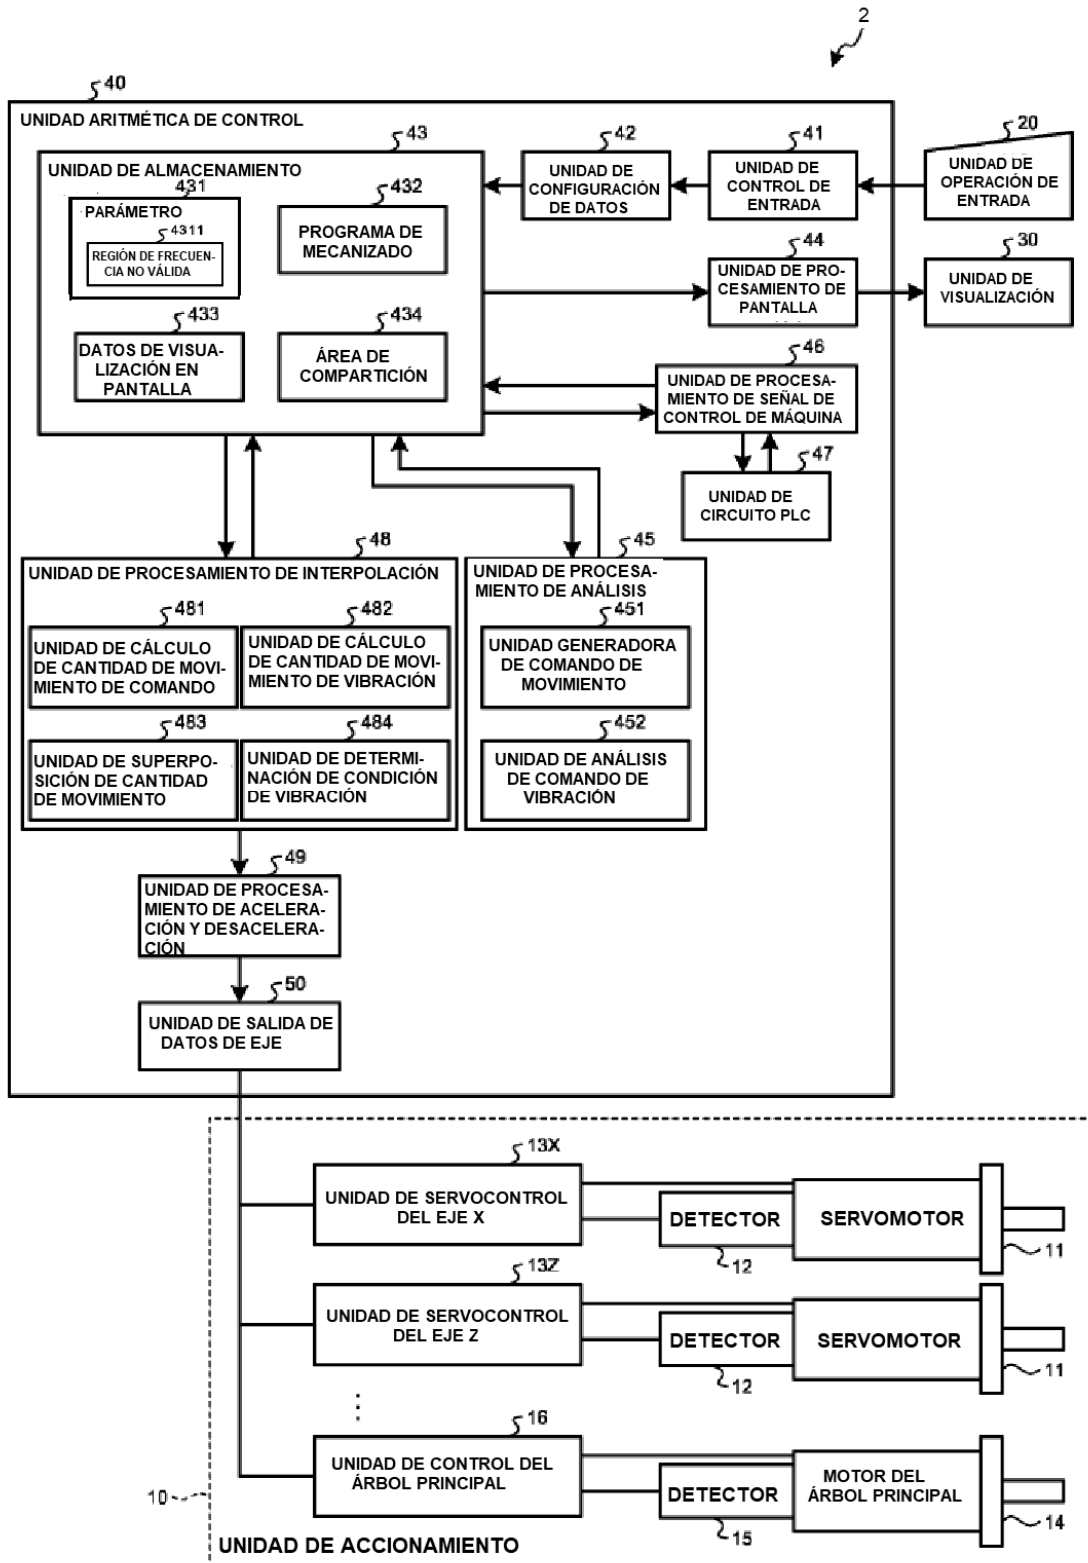 2
40
UNIDAD ARITMÉTICA DE CONTROL
43
UNIDAD DE ALMACENAMIENTO
431
PARÁMETRO
4311
REGIÓN DE FRECUEN-
CIA NO VÁLIDA
432
PROGRAMA DE
MECANIZADO
433
DATOS DE VISUA-
LIZACIÓN EN
PANTALLA
434
ÁREA DE
COMPARTICIÓN
42
UNIDAD DE
CONFIGURACIÓN
DE DATOS
41
UNIDAD DE
CONTROL DE
ENTRADA
20
UNIDAD DE
OPERACIÓN DE
ENTRADA
44
UNIDAD DE PRO-
CESAMIENTO DE
PANTALLA
30
UNIDAD DE
VISUALIZACIÓN
46
UNIDAD DE PROCESA-
MIENTO DE SEÑAL DE
CONTROL DE MÁQUINA
47
UNIDAD DE
CIRCUITO PLC
48
UNIDAD DE PROCESAMIENTO DE INTERPOLACIÓN
481
UNIDAD DE CÁLCULO
DE CANTIDAD DE MOVI-
MIENTO DE COMANDO
482
UNIDAD DE CÁLCULO
DE CANTIDAD DE MO-
VIMIENTO DE VIBRACIÓN
483
UNIDAD DE SUPERPO-
SICIÓN DE CANTIDAD
DE MOVIMIENTO
484
UNIDAD DE DETERMI-
NACIÓN DE CONDICIÓN
DE VIBRACIÓN
45
UNIDAD DE PROCESA-
MIENTO DE ANÁLISIS
451
UNIDAD GENERADORA
DE COMANDO DE
MOVIMIENTO
452
UNIDAD DE ANÁLISIS
DE COMANDO DE
VIBRACIÓN
49
UNIDAD DE PROCESA-
MIENTO DE ACELERA-
CIÓN Y DESACELERA-
CIÓN
50
UNIDAD DE SALIDA DE
DATOS DE EJE
13X
UNIDAD DE SERVOCONTROL
DEL EJE X
DETECTOR
12
SERVOMOTOR
11
13Z
UNIDAD DE SERVOCONTROL
DEL EJE Z
DETECTOR
12
SERVOMOTOR
11
16
UNIDAD DE CONTROL DEL
ÁRBOL PRINCIPAL
DETECTOR
15
MOTOR DEL
ÁRBOL PRINCIPAL
14
10
UNIDAD DE ACCIONAMIENTO